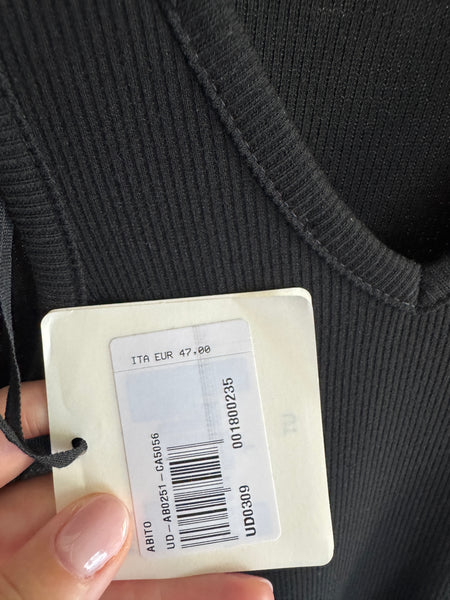 ITA EUR 47.00
ABITO
UD-AB0251-CA5056
001800235
UD0309